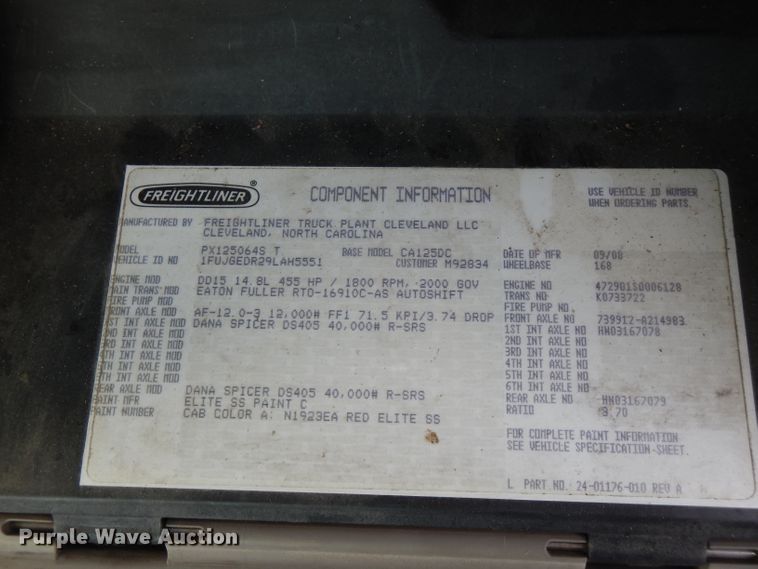 FREIGHTLINER ®
COMPONENT INFORMATION
USE VEHICLE ID NUMBER
WHEN ORDERING PARTS.
MANUFACTURED BY FREIGHTLINER TRUCK PLANT CLEVELAND LLC
CLEVELAND, NORTH CAROLINA
MODEL PX125064S T BASE MODEL CA125DC DATE OF MFR 09/08
VEHICLE ID NO 1FUJGEDR29LAH5551 CUSTOMER M92834 WHEELBASE 168
ENGINE MOD DD15 14.8L 455 HP / 1800 RPM, 2000 GOV ENGINE NO 472901S0006128
MAIN TRANS MOD EATON FULLER RTO-16910C-AS AUTOSHIFT TRANS NO K0733722
FIRE PUMP MOD FIRE PUMP NO
FRONT AXLE MOD AF-12.0-3 12,000# FF1 71.5 KPI/3.74 DROP FRONT AXLE NO 739912-A214983
1ST INT AXLE MOD DANA SPICER DS405 40,000# R-SRS 1ST INT AXLE NO HN03167078
2ND INT AXLE MOD 2ND INT AXLE NO
3RD INT AXLE MOD 3RD INT AXLE NO
4TH INT AXLE MOD 4TH INT AXLE NO
5TH INT AXLE MOD 5TH INT AXLE NO
6TH INT AXLE MOD 6TH INT AXLE NO
REAR AXLE MOD DANA SPICER DS405 40,000# R-SRS REAR AXLE NO HN03167079
PAINT MFR ELITE SS PAINT C RATIO 3.70
PAINT NUMBER CAB COLOR A: N1923EA RED ELITE SS
FOR COMPLETE PAINT INFORMATION
SEE VEHICLE SPECIFICATION SHEET.
L PART NO. 24-01176-010 REV A
Purple Wave Auction